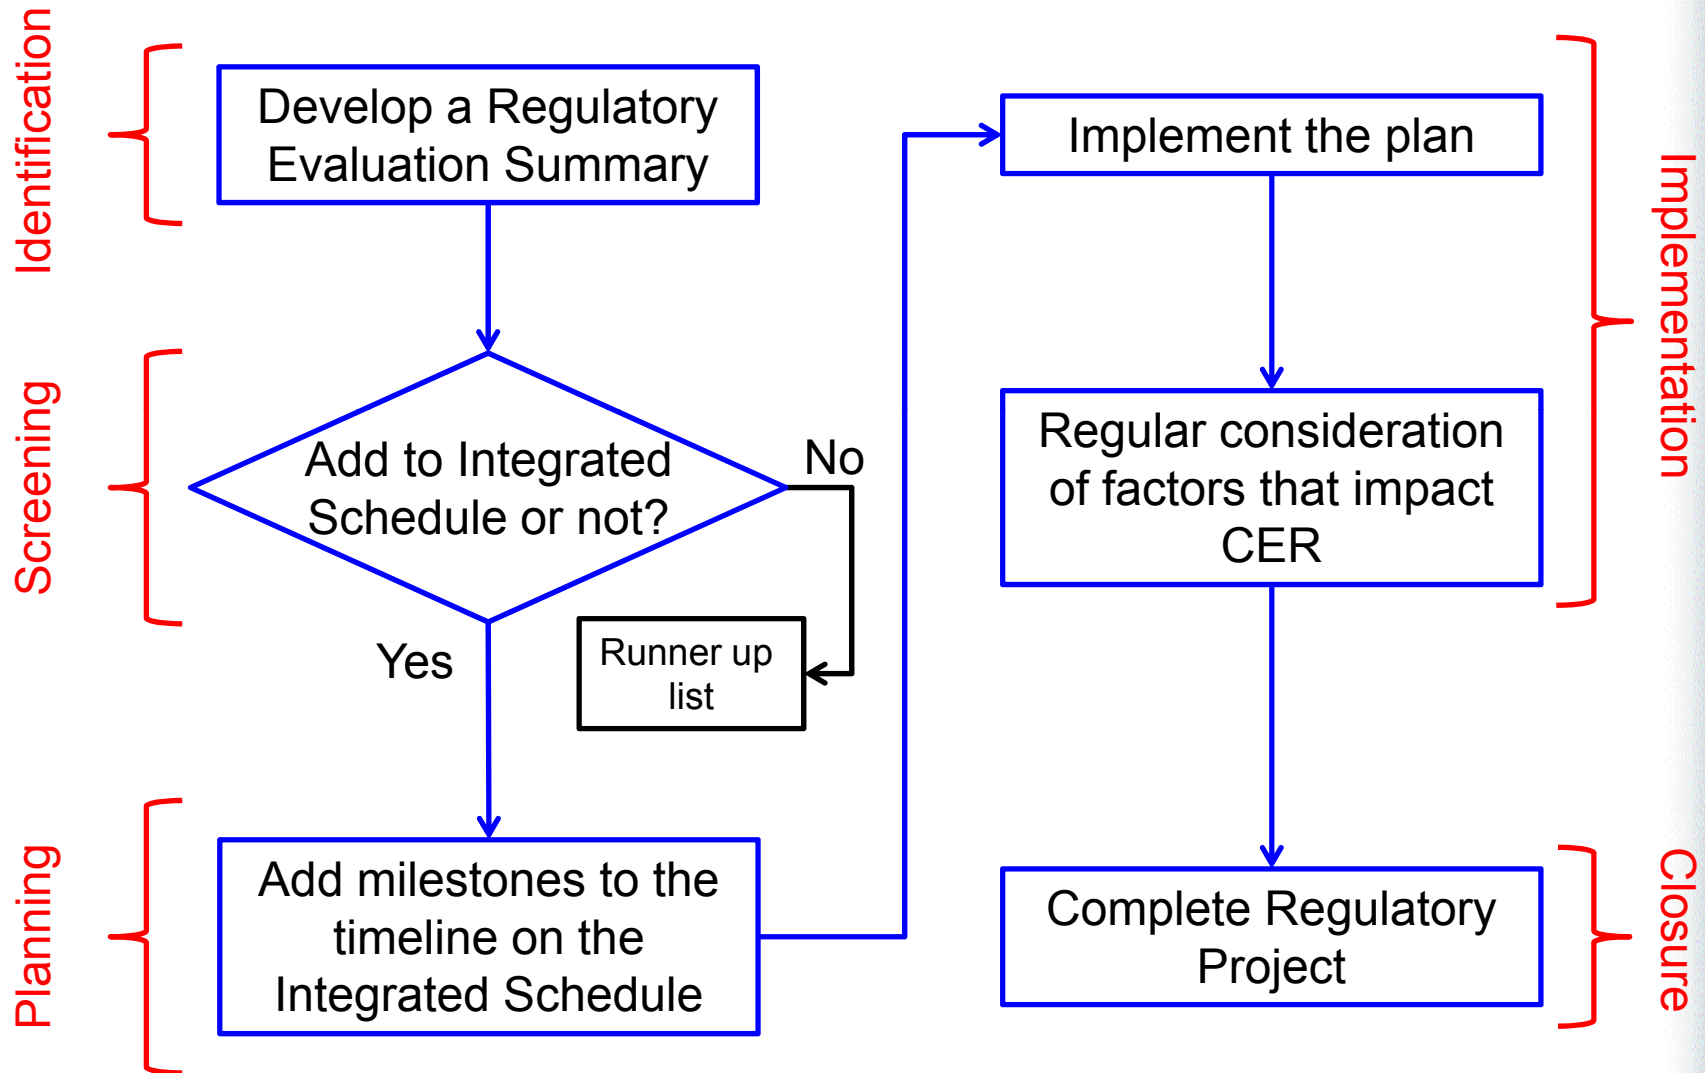 Identification
Develop a Regulatory
Evaluation Summary
Screening
Add to Integrated
Schedule or not?
No
Yes
Runner up
list
Planning
Add milestones to the
timeline on the
Integrated Schedule
Implement the plan
Implementation
Regular consideration
of factors that impact
CER
Complete Regulatory
Project
Closure